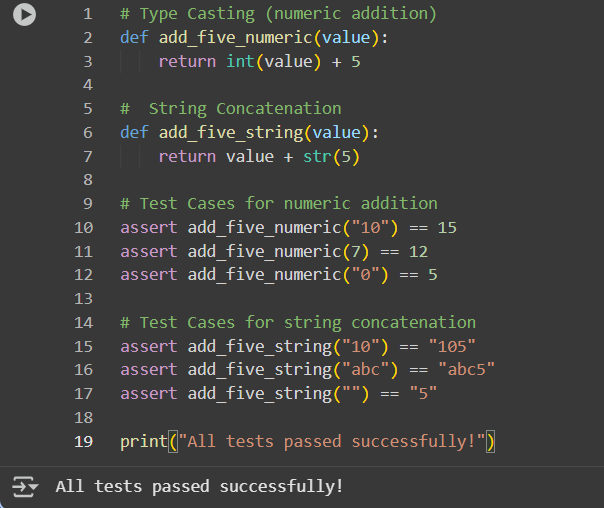 1 # Type Casting (numeric addition)
2 def add_five_numeric(value):
3     return int(value) + 5
4
5 #  String Concatenation
6 def add_five_string(value):
7     return value + str(5)
8
9 # Test Cases for numeric addition
10 assert add_five_numeric("10") == 15
11 assert add_five_numeric(7) == 12
12 assert add_five_numeric("0") == 5
13
14 # Test Cases for string concatenation
15 assert add_five_string("10") == "105"
16 assert add_five_string("abc") == "abc5"
17 assert add_five_string("") == "5"
18
19 print("All tests passed successfully!")
All tests passed successfully!